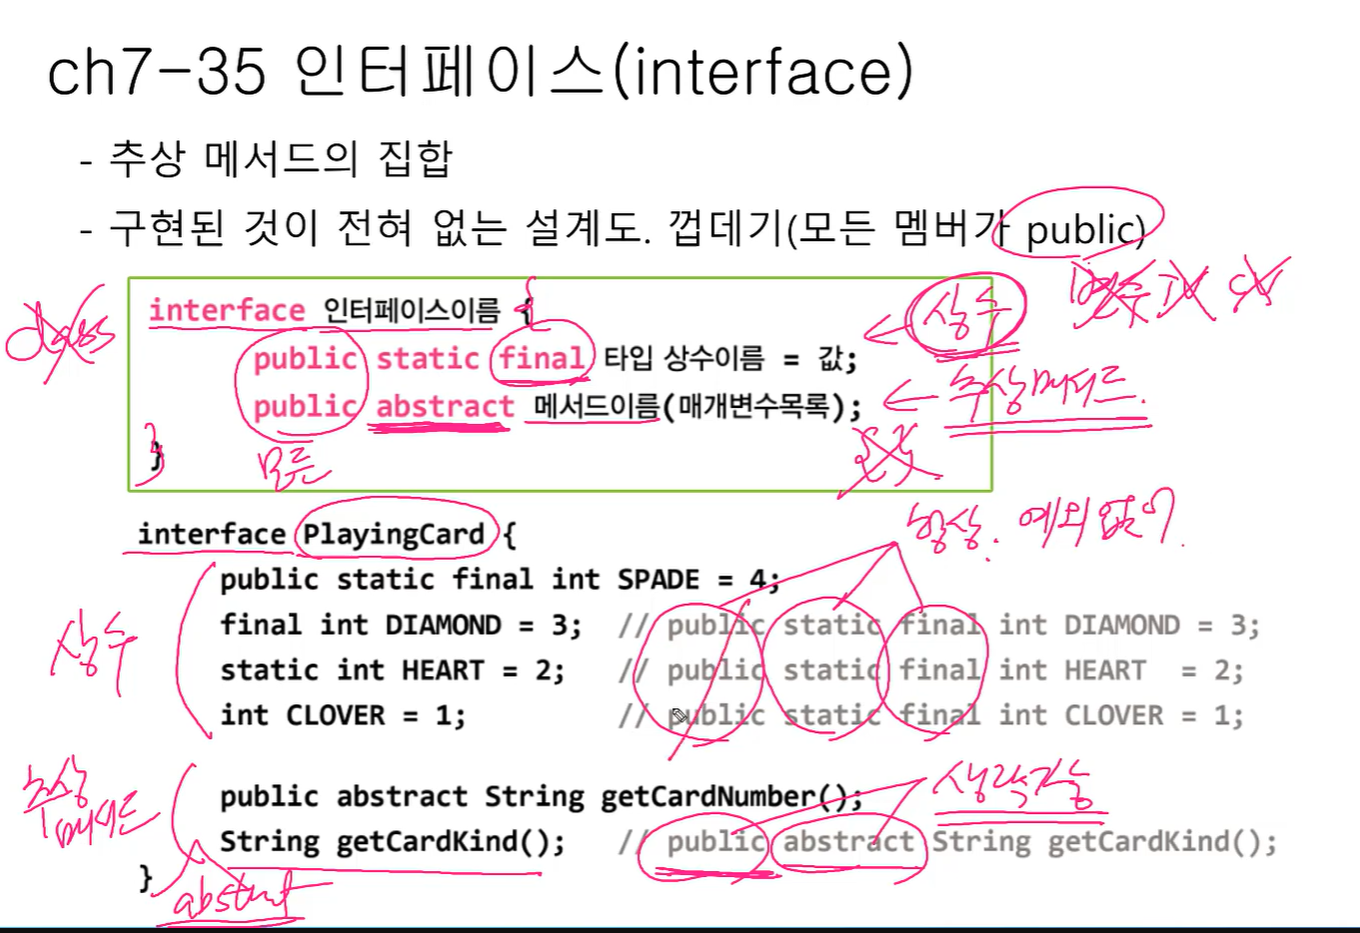 ch7-35 인터페이스(interface)
- 추상 메서드의 집합
- 구현된 것이 전혀 없는 설계도. 껍데기(모든 멤버가 public)
class
interface 인터페이스이름 {
상수
변수 iv cv
public static final 타입 상수이름 = 값;
public abstract 메서드이름(매개변수목록);
추상메서드.
}
모든
interface PlayingCard {
항상. 예외없이.
public static final int SPADE = 4;
final int DIAMOND = 3; // public static final int DIAMOND = 3;
상수
static int HEART = 2; // public static final int HEART = 2;
int CLOVER = 1; // public static final int CLOVER = 1;
추상
메서드
생략가능
public abstract String getCardNumber();
String getCardKind(); // public abstract String getCardKind();
}
abstract